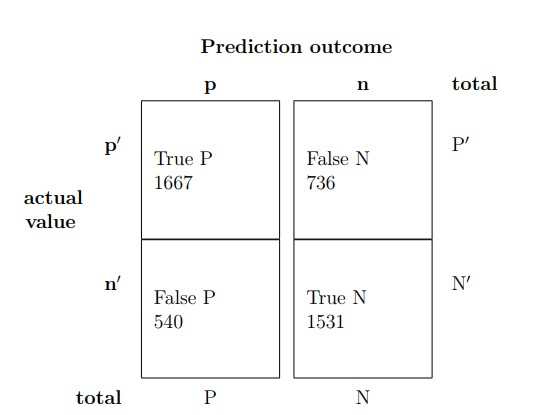 Prediction outcome
p n total
p′ True P False N P′
1667 736
actual
value
n′ False P True N N′
540 1531
total P N